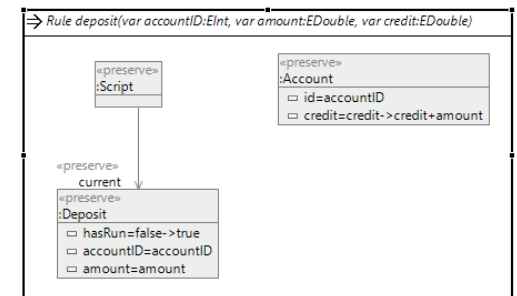 Rule deposit(var accountID:EInt, var amount:EDouble, var credit:EDouble)
«preserve»
:Script
«preserve»
:Account
id=accountID
credit=credit->credit+amount
«preserve»
current
«preserve»
:Deposit
hasRun=false->true
accountID=accountID
amount=amount